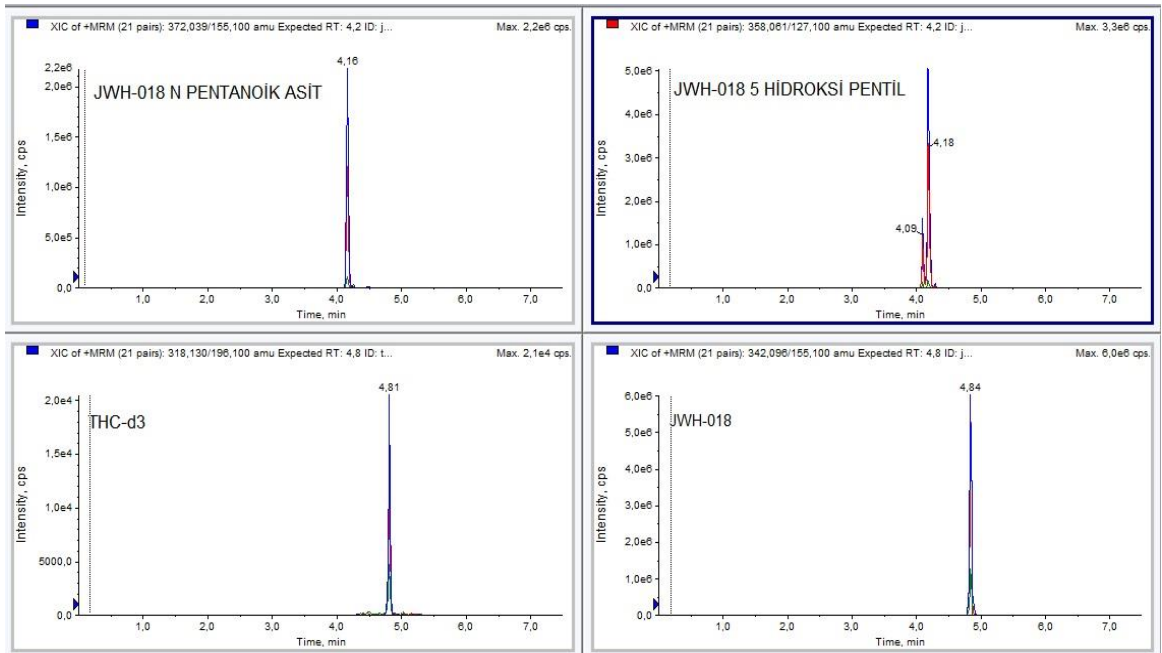 XIC of +MRM (21 pairs): 372,039/155,100 amu Expected RT: 4,2 ID: j... Max. 2,2e6 cps.
2,2e6
2,0e6
1,5e6
1,0e6
5,0e5
0,0
Intensity, cps
JWH-018 N PENTANOİK ASİT
4,16
1,0 2,0 3,0 4,0 5,0 6,0 7,0
Time, min
XIC of +MRM (21 pairs): 358,061/127,100 amu Expected RT: 4,2 ID: j... Max. 3,3e6 cps.
5,0e6
4,0e6
3,0e6
2,0e6
1,0e6
0,0
Intensity, cps
JWH-018 5 HİDROKSİ PENTİL
4,18
4,09
1,0 2,0 3,0 4,0 5,0 6,0 7,0
Time, min
XIC of +MRM (21 pairs): 318,130/196,100 amu Expected RT: 4,8 ID: t... Max. 2,1e4 cps.
2,0e4
1,5e4
1,0e4
5000,0
0,0
Intensity, cps
THC-d3
4,81
1,0 2,0 3,0 4,0 5,0 6,0 7,0
Time, min
XIC of +MRM (21 pairs): 342,096/155,100 amu Expected RT: 4,8 ID: j... Max. 6,0e6 cps.
6,0e6
5,0e6
4,0e6
3,0e6
2,0e6
1,0e6
0,0
Intensity, cps
JWH-018
4,84
1,0 2,0 3,0 4,0 5,0 6,0 7,0
Time, min